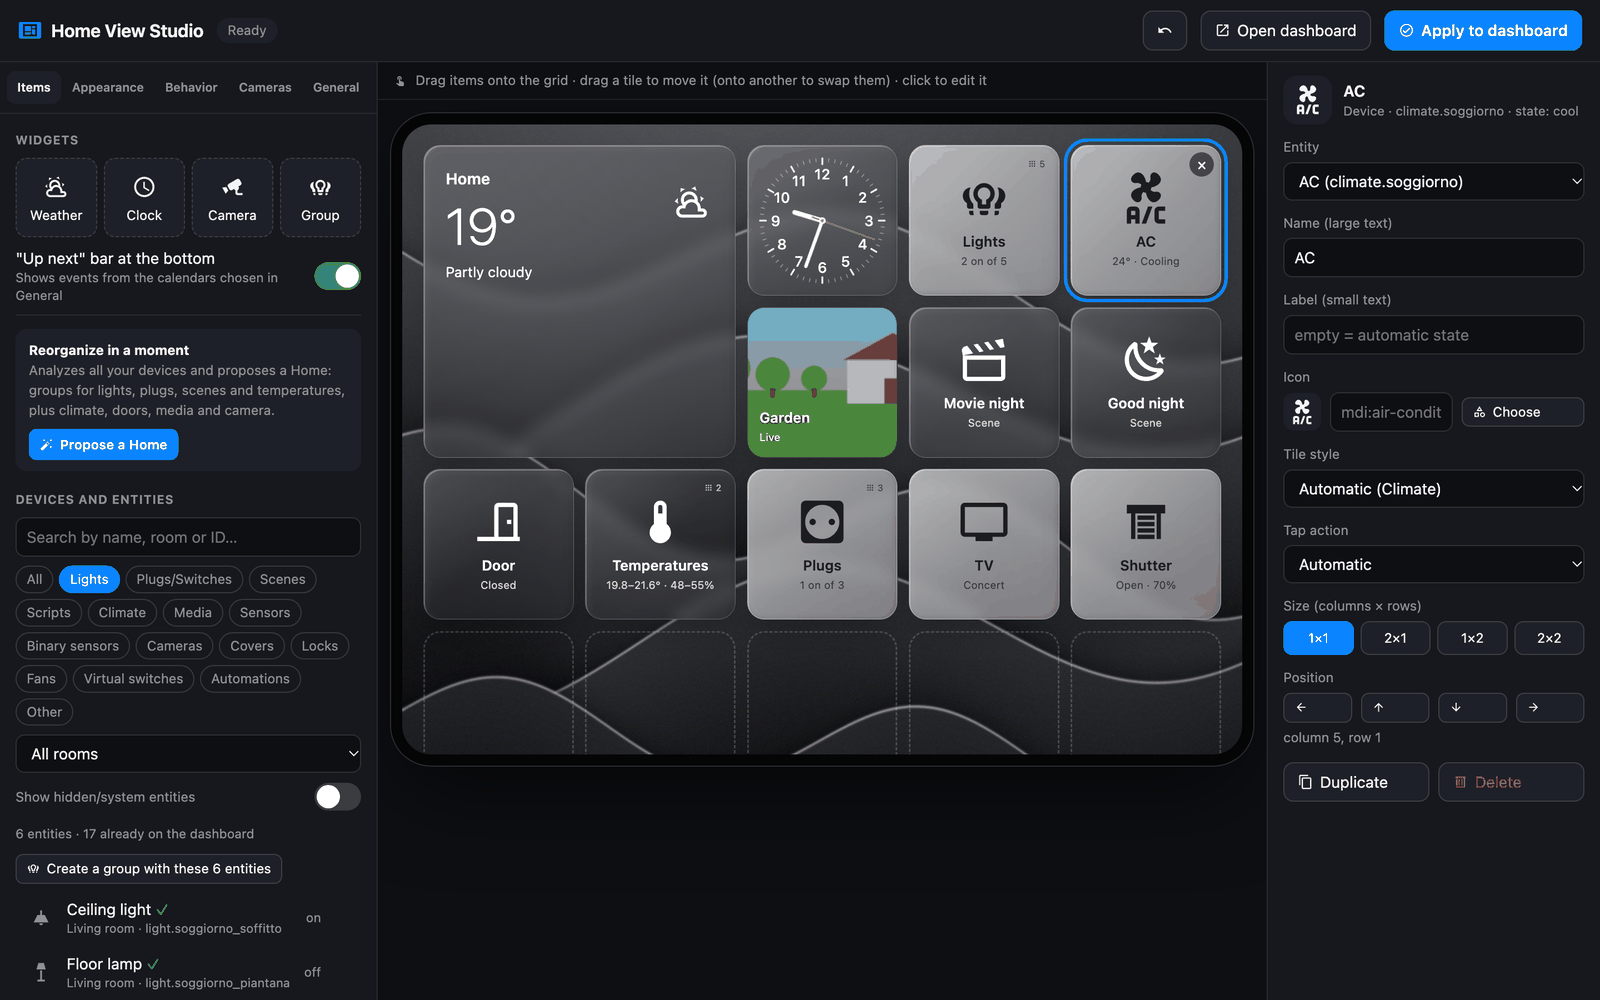 Home View Studio
Ready
Open dashboard
Apply to dashboard
Items
Appearance
Behavior
Cameras
General
WIDGETS
Weather
Clock
Camera
Group
"Up next" bar at the bottom
Shows events from the calendars chosen in
General
Reorganize in a moment
Analyzes all your devices and proposes a Home:
groups for lights, plugs, scenes and temperatures,
plus climate, doors, media and camera.
Propose a Home
DEVICES AND ENTITIES
Search by name, room or ID...
All
Lights
Plugs/Switches
Scenes
Scripts
Climate
Media
Sensors
Binary sensors
Cameras
Covers
Locks
Fans
Virtual switches
Automations
Other
All rooms
Show hidden/system entities
6 entities · 17 already on the dashboard
Create a group with these 6 entities
Ceiling light
Living room · light.soggiorno_soffitto
on
Floor lamp
Living room · light.soggiorno_piantana
off
Drag items onto the grid · drag a tile to move it (onto another to swap them) · click to edit it
Home
19°
Partly cloudy
12
1
2
3
4
5
6
7
8
9
10
11
5
Lights
2 on of 5
A/C
AC
24° · Cooling
Garden
Live
Movie night
Scene
Good night
Scene
Door
Closed
2
Temperatures
19.8–21.6° · 48–55%
3
Plugs
1 on of 3
TV
Concert
Shutter
Open · 70%
A/C
AC
Device · climate.soggiorno · state: cool
Entity
AC (climate.soggiorno)
Name (large text)
AC
Label (small text)
empty = automatic state
Icon
A/C
mdi:air-condit
Choose
Tile style
Automatic (Climate)
Tap action
Automatic
Size (columns × rows)
1×1
2×1
1×2
2×2
Position
←
↑
↓
→
column 5, row 1
Duplicate
Delete